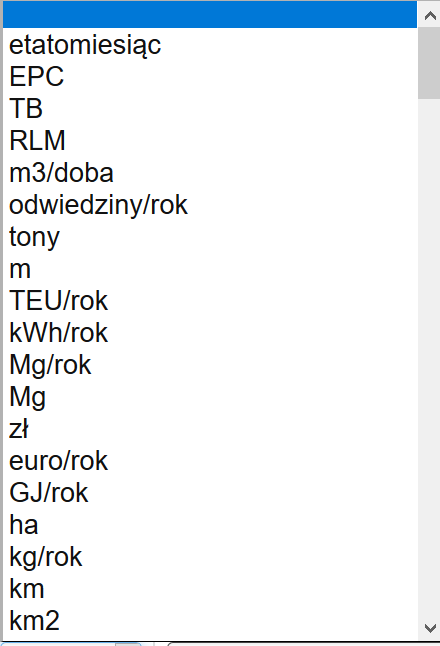 etatomiesiąc
EPC
TB
RLM
m3/doba
odwiedziny/rok
tony
m
TEU/rok
kWh/rok
Mg/rok
Mg
zł
euro/rok
GJ/rok
ha
kg/rok
km
km2